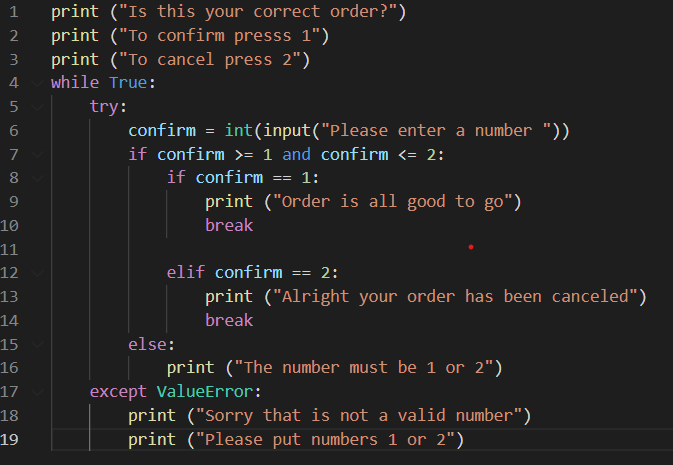 1 print ("Is this your correct order?")
2 print ("To confirm presss 1")
3 print ("To cancel press 2")
4 while True:
5     try:
6         confirm = int(input("Please enter a number "))
7         if confirm >= 1 and confirm <= 2:
8             if confirm == 1:
9                 print ("Order is all good to go")
10                 break
11
12             elif confirm == 2:
13                 print ("Alright your order has been canceled")
14                 break
15         else:
16             print ("The number must be 1 or 2")
17     except ValueError:
18         print ("Sorry that is not a valid number")
19         print ("Please put numbers 1 or 2")